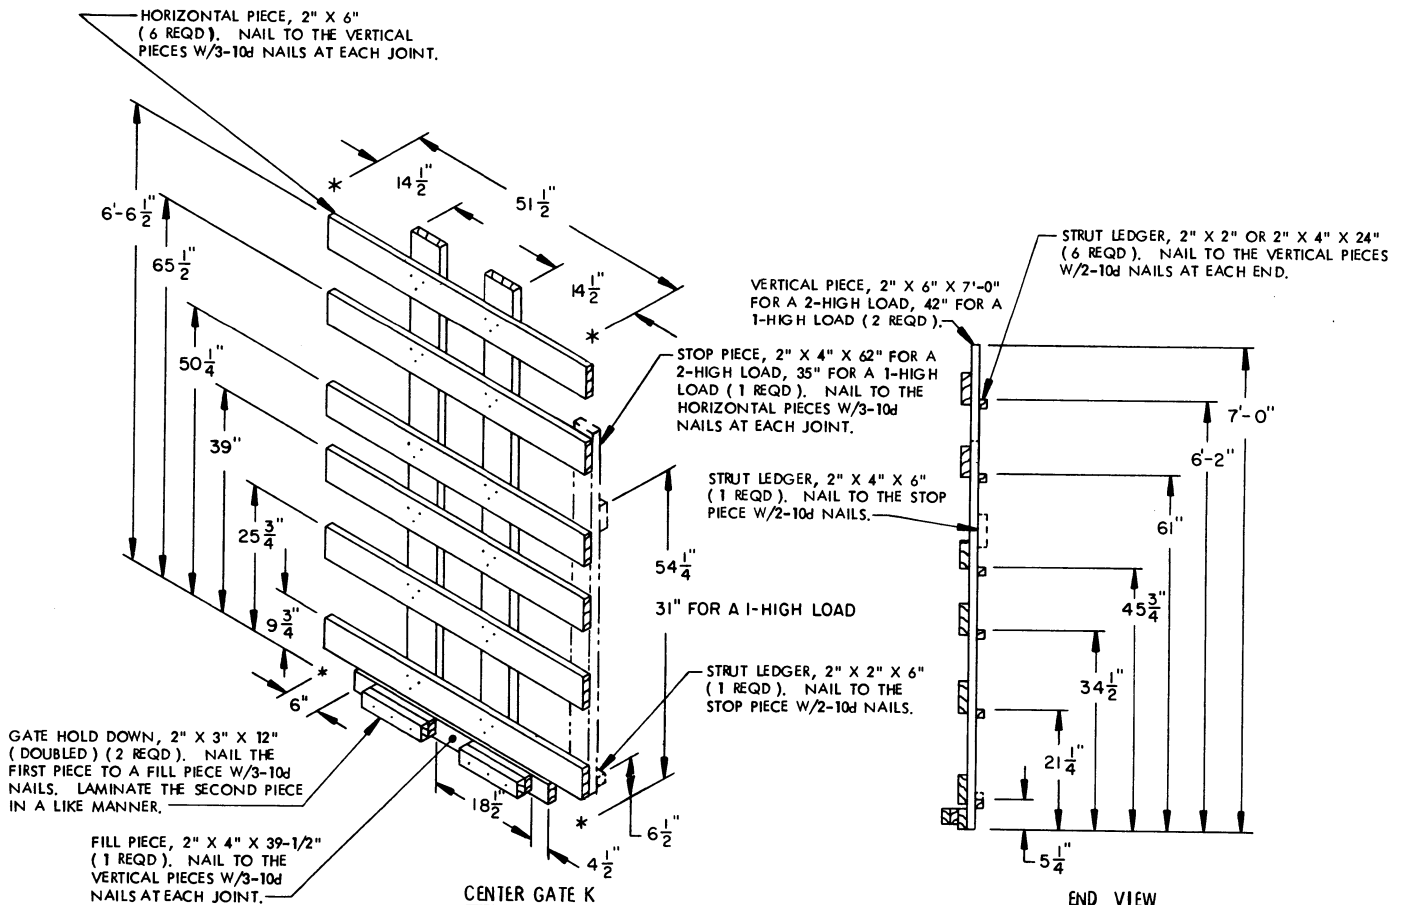 HORIZONTAL PIECE, 2" X 6"
( 6 REQD ). NAIL TO THE VERTICAL
PIECES W/3-10d NAILS AT EACH JOINT.
14 1/2"
51 1/2"
6'-6 1/2"
65 1/2"
14 1/2"
50 1/4"
39"
25 3/4"
9 3/4"
6"
*
*
*
*
STRUT LEDGER, 2" X 2" OR 2" X 4" X 24"
( 6 REQD ). NAIL TO THE VERTICAL PIECES
W/2-10d NAILS AT EACH END.
VERTICAL PIECE, 2" X 6" X 7'-0"
FOR A 2-HIGH LOAD, 42" FOR A
1-HIGH LOAD ( 2 REQD ).
STOP PIECE, 2" X 4" X 62" FOR A
2-HIGH LOAD, 35" FOR A 1-HIGH
LOAD ( 1 REQD ). NAIL TO THE
HORIZONTAL PIECES W/3-10d
NAILS AT EACH JOINT.
STRUT LEDGER, 2" X 4" X 6"
( 1 REQD ). NAIL TO THE STOP
PIECE W/2-10d NAILS.
54 1/4"
31" FOR A 1-HIGH LOAD
STRUT LEDGER, 2" X 2" X 6"
( 1 REQD ). NAIL TO THE
STOP PIECE W/2-10d NAILS.
7'-0"
6'-2"
61"
45 3/4"
34 1/2"
21 1/4"
5 1/4"
GATE HOLD DOWN, 2" X 3" X 12"
( DOUBLED ) ( 2 REQD ). NAIL THE
FIRST PIECE TO A FILL PIECE W/3-10d
NAILS. LAMINATE THE SECOND PIECE
IN A LIKE MANNER.
18 1/2"
6 1/2"
4 1/2"
FILL PIECE, 2" X 4" X 39-1/2"
( 1 REQD ). NAIL TO THE
VERTICAL PIECES W/3-10d
NAILS AT EACH JOINT.
CENTER GATE K
END VIEW